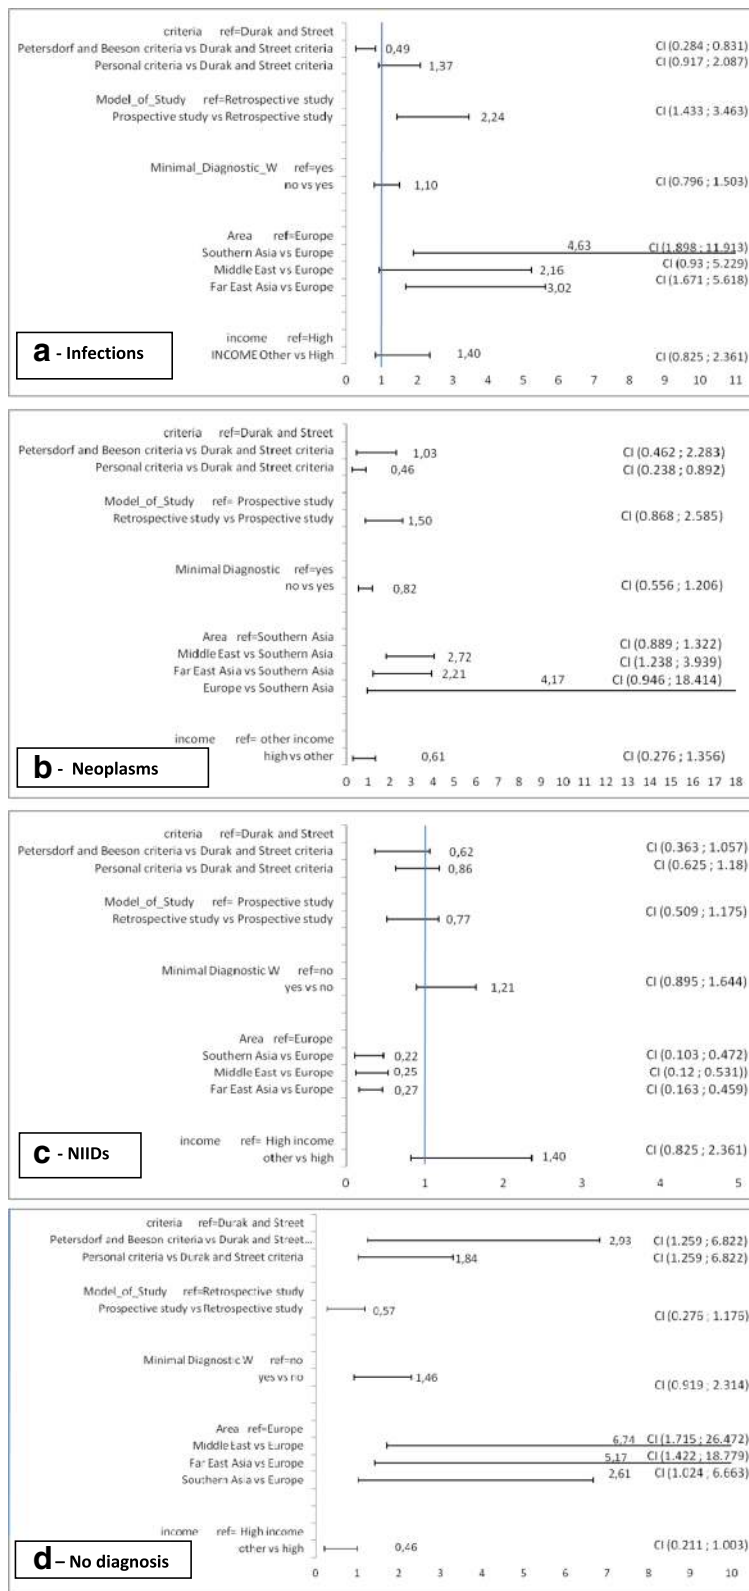 criteria ref=Durak and Street
Petersdorf and Beeson criteria vs Durak and Street criteria 0,49 CI (0.284 ; 0.831)
Personal criteria vs Durak and Street criteria 1,37 CI (0.917 ; 2.087)
Model_of_Study ref=Retrospective study
Prospective study vs Retrospective study 2,24 CI (1.433 ; 3.463)
Minimal_Diagnostic_W ref=yes
no vs yes 1,10 CI (0.796 ; 1.503)
Area ref=Europe
Southern Asia vs Europe 4,63 CI (1.898 ; 11.913)
Middle East vs Europe 2,16 CI (0.93 ; 5.229)
Far East Asia vs Europe 3,02 CI (1.671 ; 5.618)
income ref=High
INCOME Other vs High 1,40 CI (0.825 ; 2.361)
a - Infections
0 1 2 3 4 5 6 7 8 9 10 11
criteria ref=Durak and Street
Petersdorf and Beeson criteria vs Durak and Street criteria 1,03 CI (0.462 ; 2.283)
Personal criteria vs Durak and Street criteria 0,46 CI (0.238 ; 0.892)
Model_of_Study ref= Prospective study
Retrospective study vs Prospective study 1,50 CI (0.868 ; 2.585)
Minimal Diagnostic ref=yes
no vs yes 0,82 CI (0.556 ; 1.206)
Area ref=Southern Asia
Middle East vs Southern Asia 2,72 CI (0.889 ; 1.322)
Far East Asia vs Southern Asia 2,21 CI (1.238 ; 3.939)
Europe vs Southern Asia 4,17 CI (0.946 ; 18.414)
income ref= other income
high vs other 0,61 CI (0.276 ; 1.356)
b - Neoplasms
0 1 2 3 4 5 6 7 8 9 10 11 12 13 14 15 16 17 18
criteria ref=Durak and Street
Petersdorf and Beeson criteria vs Durak and Street criteria 0,62 CI (0.363 ; 1.057)
Personal criteria vs Durak and Street criteria 0,86 CI (0.625 ; 1.18)
Model_of_Study ref= Prospective study
Retrospective study vs Prospective study 0,77 CI (0.509 ; 1.175)
Minimal Diagnostic W ref=no
yes vs no 1,21 CI (0.895 ; 1.644)
Area ref=Europe
Southern Asia vs Europe 0,22 CI (0.103 ; 0.472)
Middle East vs Europe 0,25 CI (0.12 ; 0.531))
Far East Asia vs Europe 0,27 CI (0.163 ; 0.459)
income ref= High income
other vs high 1,40 CI (0.825 ; 2.361)
c - NIIDs
0 1 2 3 4 5
criteria ref=Durak and Street
Petersdorf and Beeson criteria vs Durak and Street... 2,93 CI (1.259 ; 6.822)
Personal criteria vs Durak and Street criteria 1,84 CI (1.259 ; 6.822)
Model_of_Study ref=Retrospective study
Prospective study vs Retrospective study 0,57 CI (0.276 ; 1.176)
Minimal Diagnostic W ref=no
yes vs no 1,46 CI (0.919 ; 2.314)
Area ref=Europe
Middle East vs Europe 6,74 CI (1.715 ; 26.472)
Far East Asia vs Europe 5,17 CI (1.422 ; 18.779)
Southern Asia vs Europe 2,61 CI (1.024 ; 6.663)
income ref= High income
other vs high 0,46 CI (0.211 ; 1.003)
d – No diagnosis
0 1 2 3 4 5 6 7 8 9 10